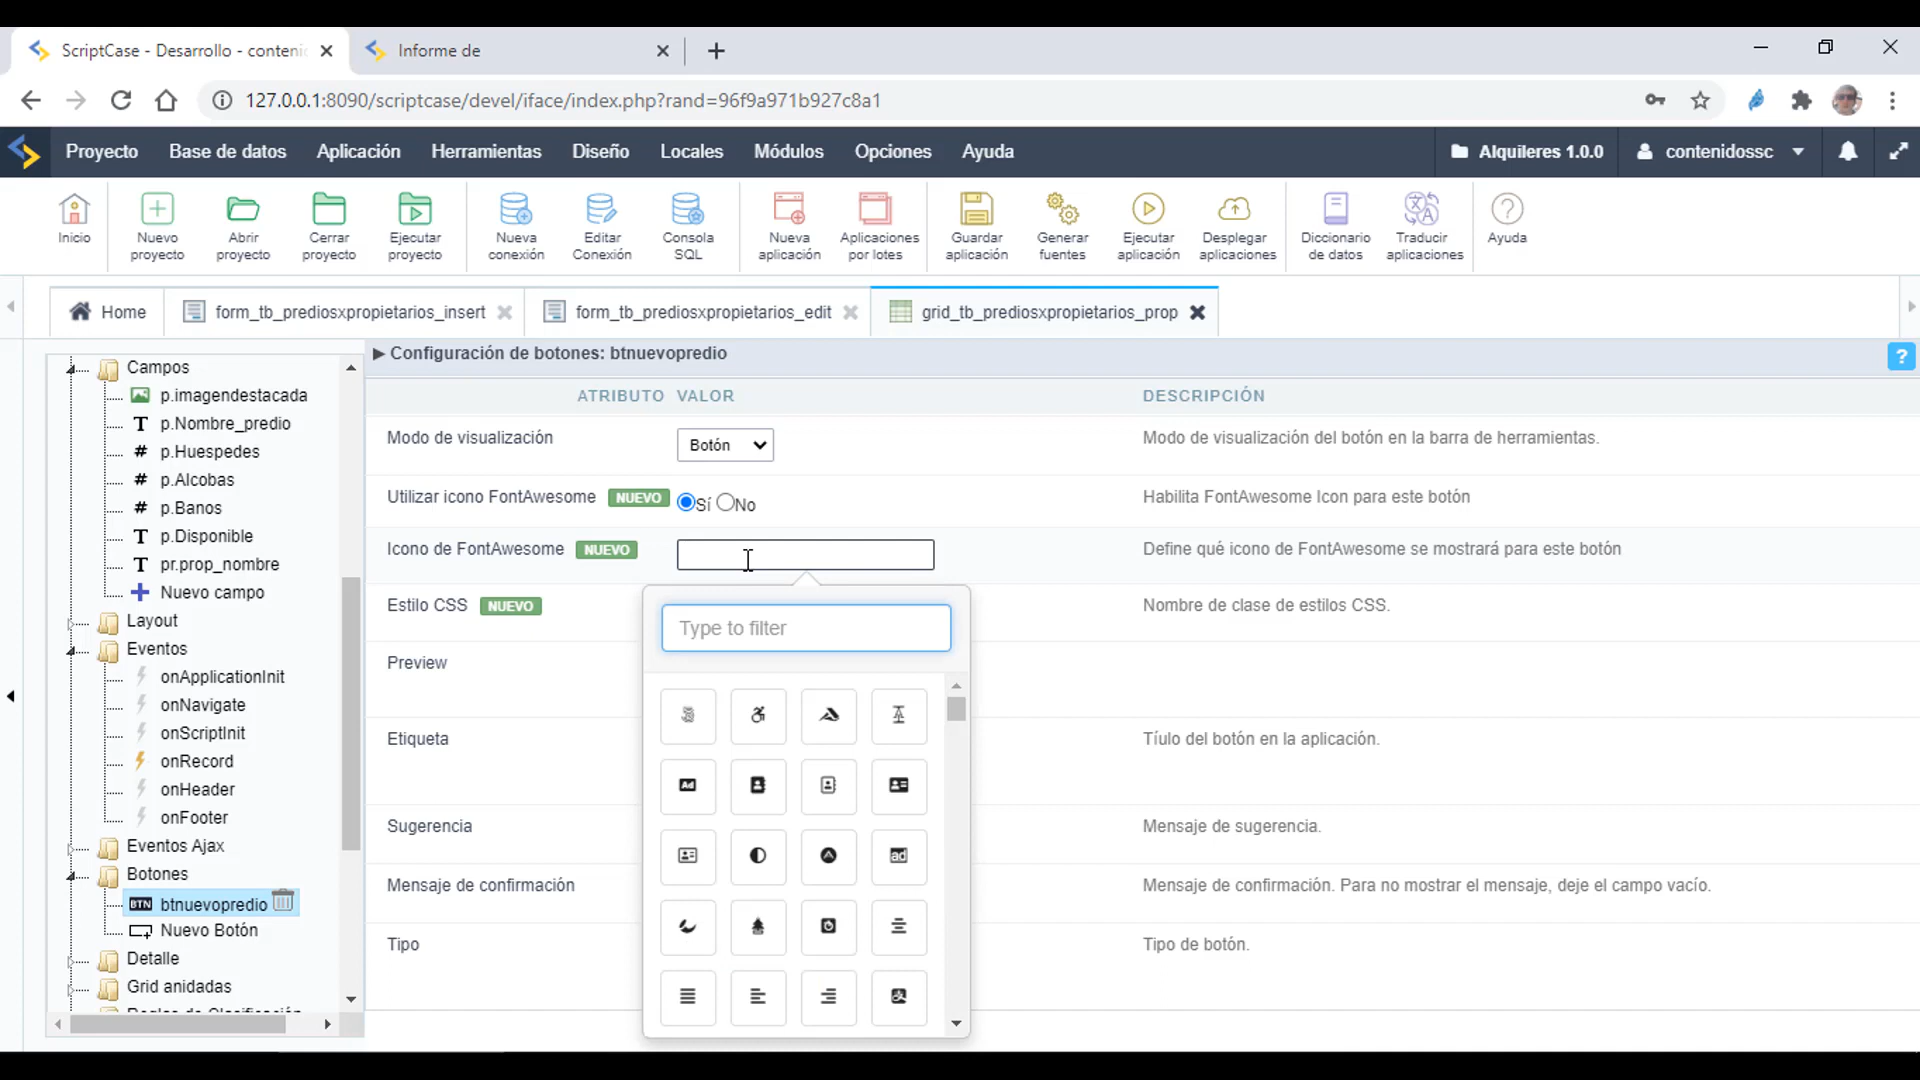 ScriptCase - Desarrollo - conteni
Informe de
127.0.0.1:8090/scriptcase/devel/iface/index.php?rand=96f9a971b927c8a1
Proyecto
Base de datos
Aplicación
Herramientas
Diseño
Locales
Módulos
Opciones
Ayuda
Alquileres 1.0.0
contenidossc
Inicio
Nuevo proyecto
Abrir proyecto
Cerrar proyecto
Ejecutar proyecto
Nueva conexión
Editar Conexión
Consola SQL
Nueva aplicación
Aplicaciones por lotes
Guardar aplicación
Generar fuentes
Ejecutar aplicación
Desplegar aplicaciones
Diccionario de datos
Traducir aplicaciones
Ayuda
Home
form_tb_prediosxpropietarios_insert
form_tb_prediosxpropietarios_edit
grid_tb_prediosxpropietarios_prop
Campos
p.imagendestacada
p.Nombre_predio
p.Huespedes
p.Alcobas
p.Banos
p.Disponible
pr.prop_nombre
Nuevo campo
Layout
Eventos
onApplicationInit
onNavigate
onScriptInit
onRecord
onHeader
onFooter
Eventos Ajax
Botones
BTN btnuevopredio
Nuevo Botón
Detalle
Grid anidadas
Configuración de botones: btnuevopredio
?
ATRIBUTO VALOR DESCRIPCIÓN
Modo de visualización Botón Modo de visualización del botón en la barra de herramientas.
Utilizar icono FontAwesome NUEVO Sí No Habilita FontAwesome Icon para este botón
Icono de FontAwesome NUEVO Define qué icono de FontAwesome se mostrará para este botón
Estilo CSS NUEVO Nombre de clase de estilos CSS.
Type to filter
Preview
Etiqueta Tíulo del botón en la aplicación.
Ad
ad
Sugerencia Mensaje de sugerencia.
Mensaje de confirmación Mensaje de confirmación. Para no mostrar el mensaje, deje el campo vacío.
Tipo Tipo de botón.